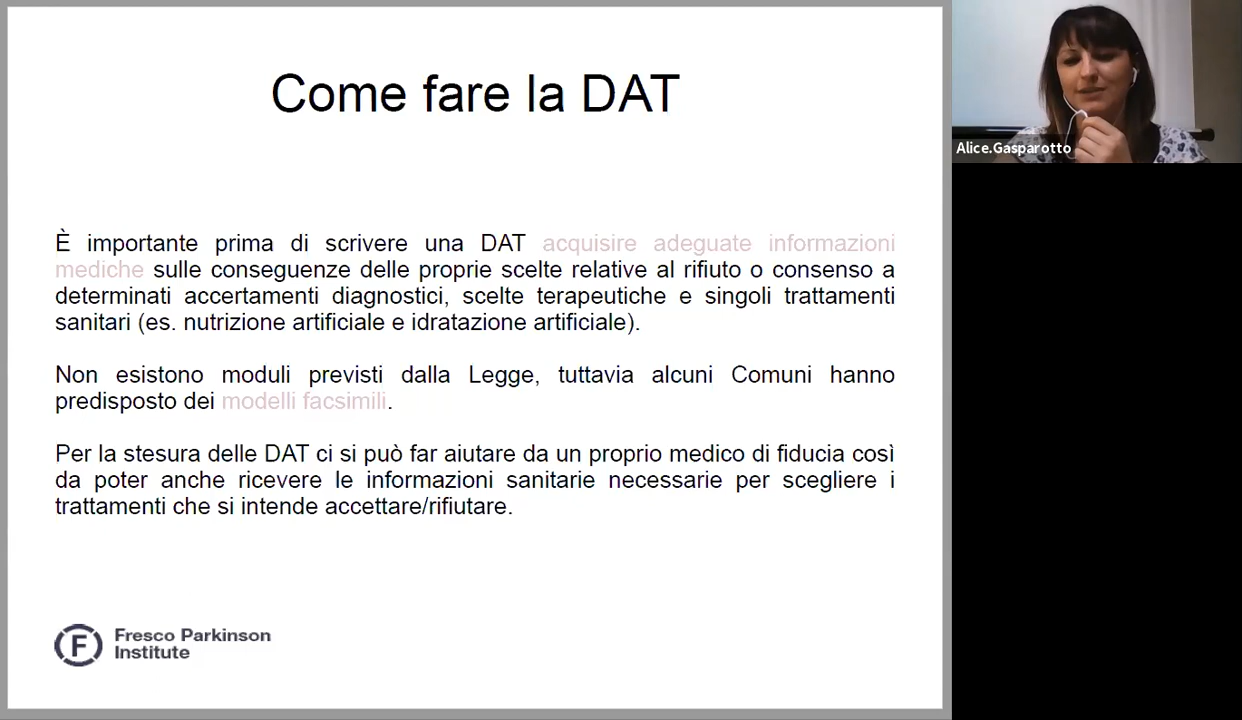 Come fare la DAT
È importante prima di scrivere una DAT acquisire adeguate informazioni
mediche sulle conseguenze delle proprie scelte relative al rifiuto o consenso a
determinati accertamenti diagnostici, scelte terapeutiche e singoli trattamenti
sanitari (es. nutrizione artificiale e idratazione artificiale).
Non esistono moduli previsti dalla Legge, tuttavia alcuni Comuni hanno
predisposto dei modelli facsimili.
Per la stesura delle DAT ci si può far aiutare da un proprio medico di fiducia così
da poter anche ricevere le informazioni sanitarie necessarie per scegliere i
trattamenti che si intende accettare/rifiutare.
F
Fresco Parkinson
Institute
Alice.Gasparotto